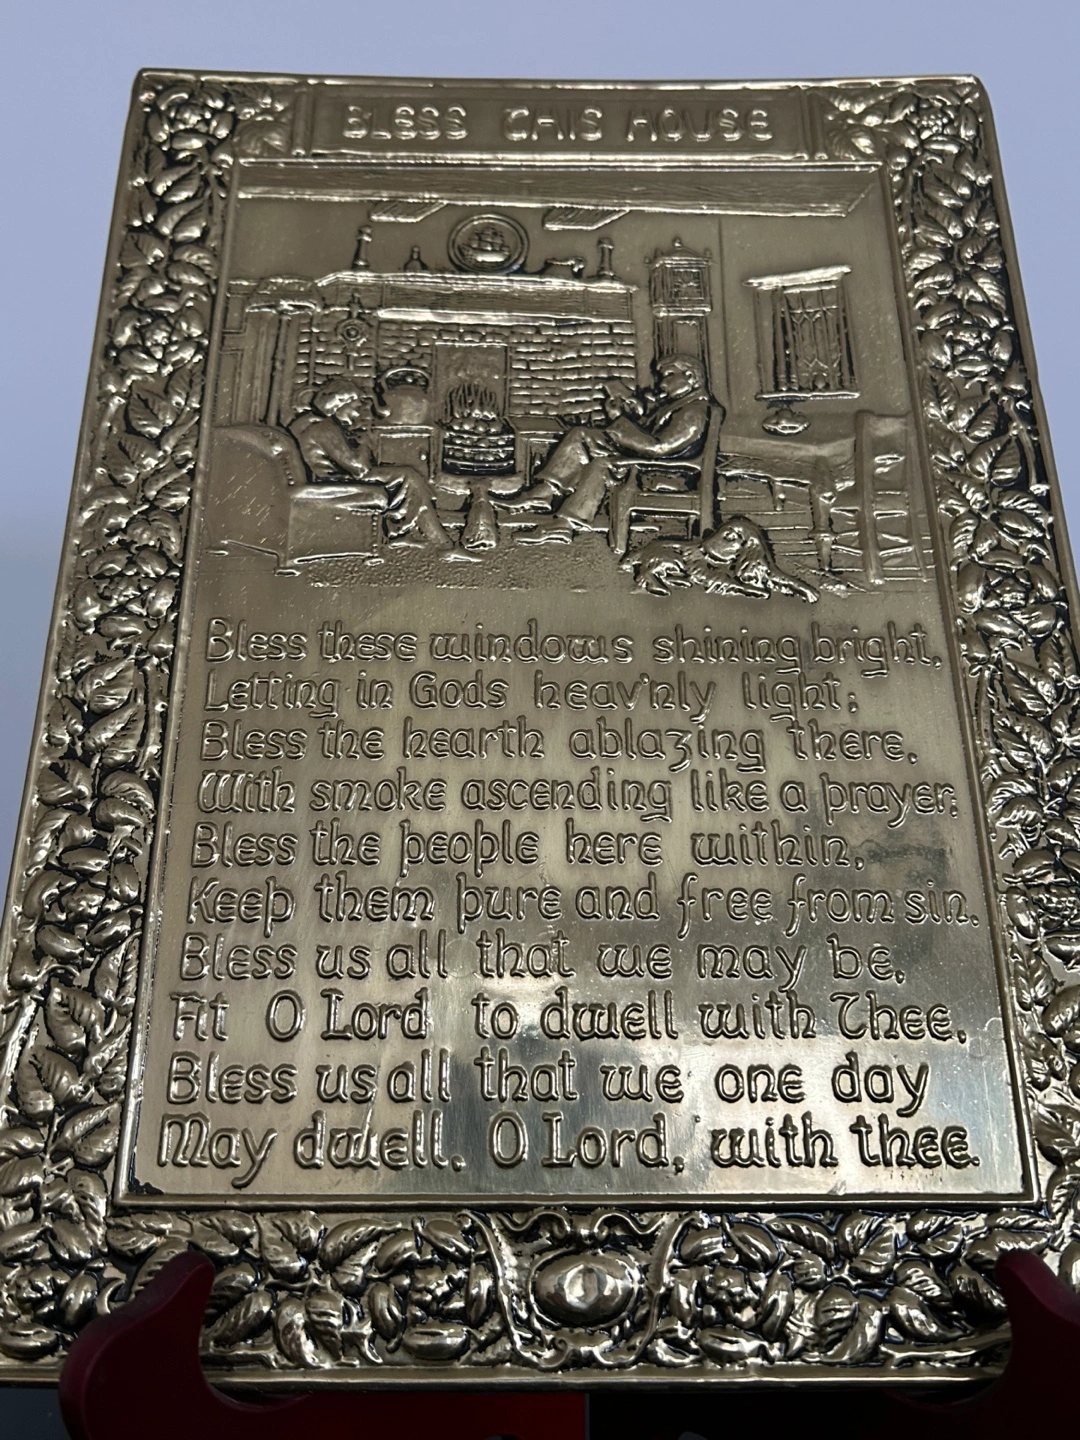 BLESS THIS HOUSE
Bless these windows shining bright,
Letting in Gods heav'nly light;
Bless the hearth ablazing there,
With smoke ascending like a prayer;
Bless the people here within,
Keep them pure and free from sin.
Bless us all that we may be,
Fit O Lord to dwell with Thee.
Bless us all that we one day
May dwell. O Lord, with thee.